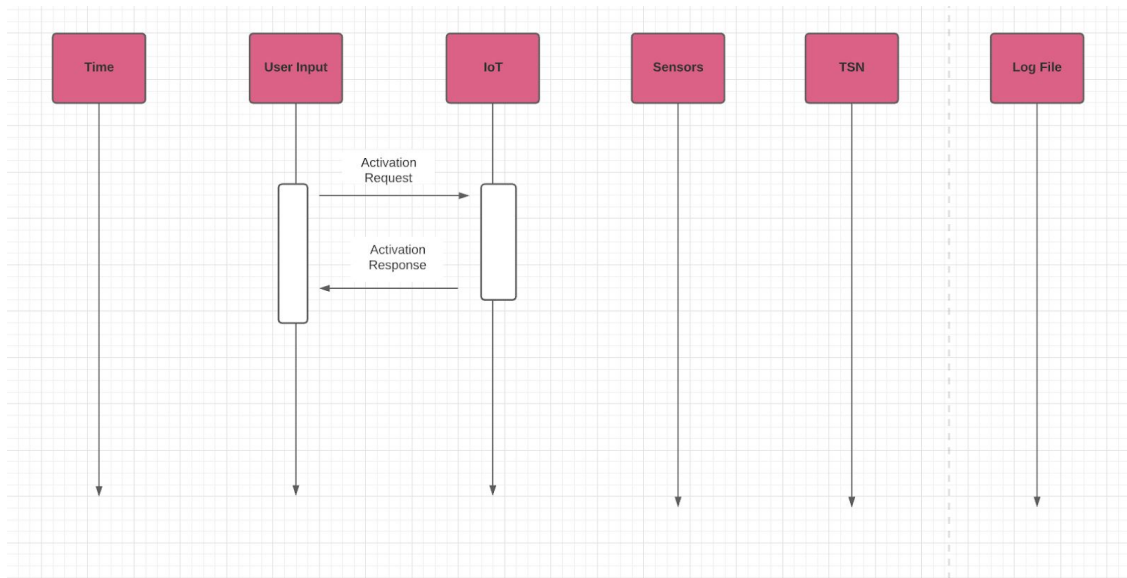 Time
User Input
IoT
Sensors
TSN
Log File
Activation
Request
Activation
Response